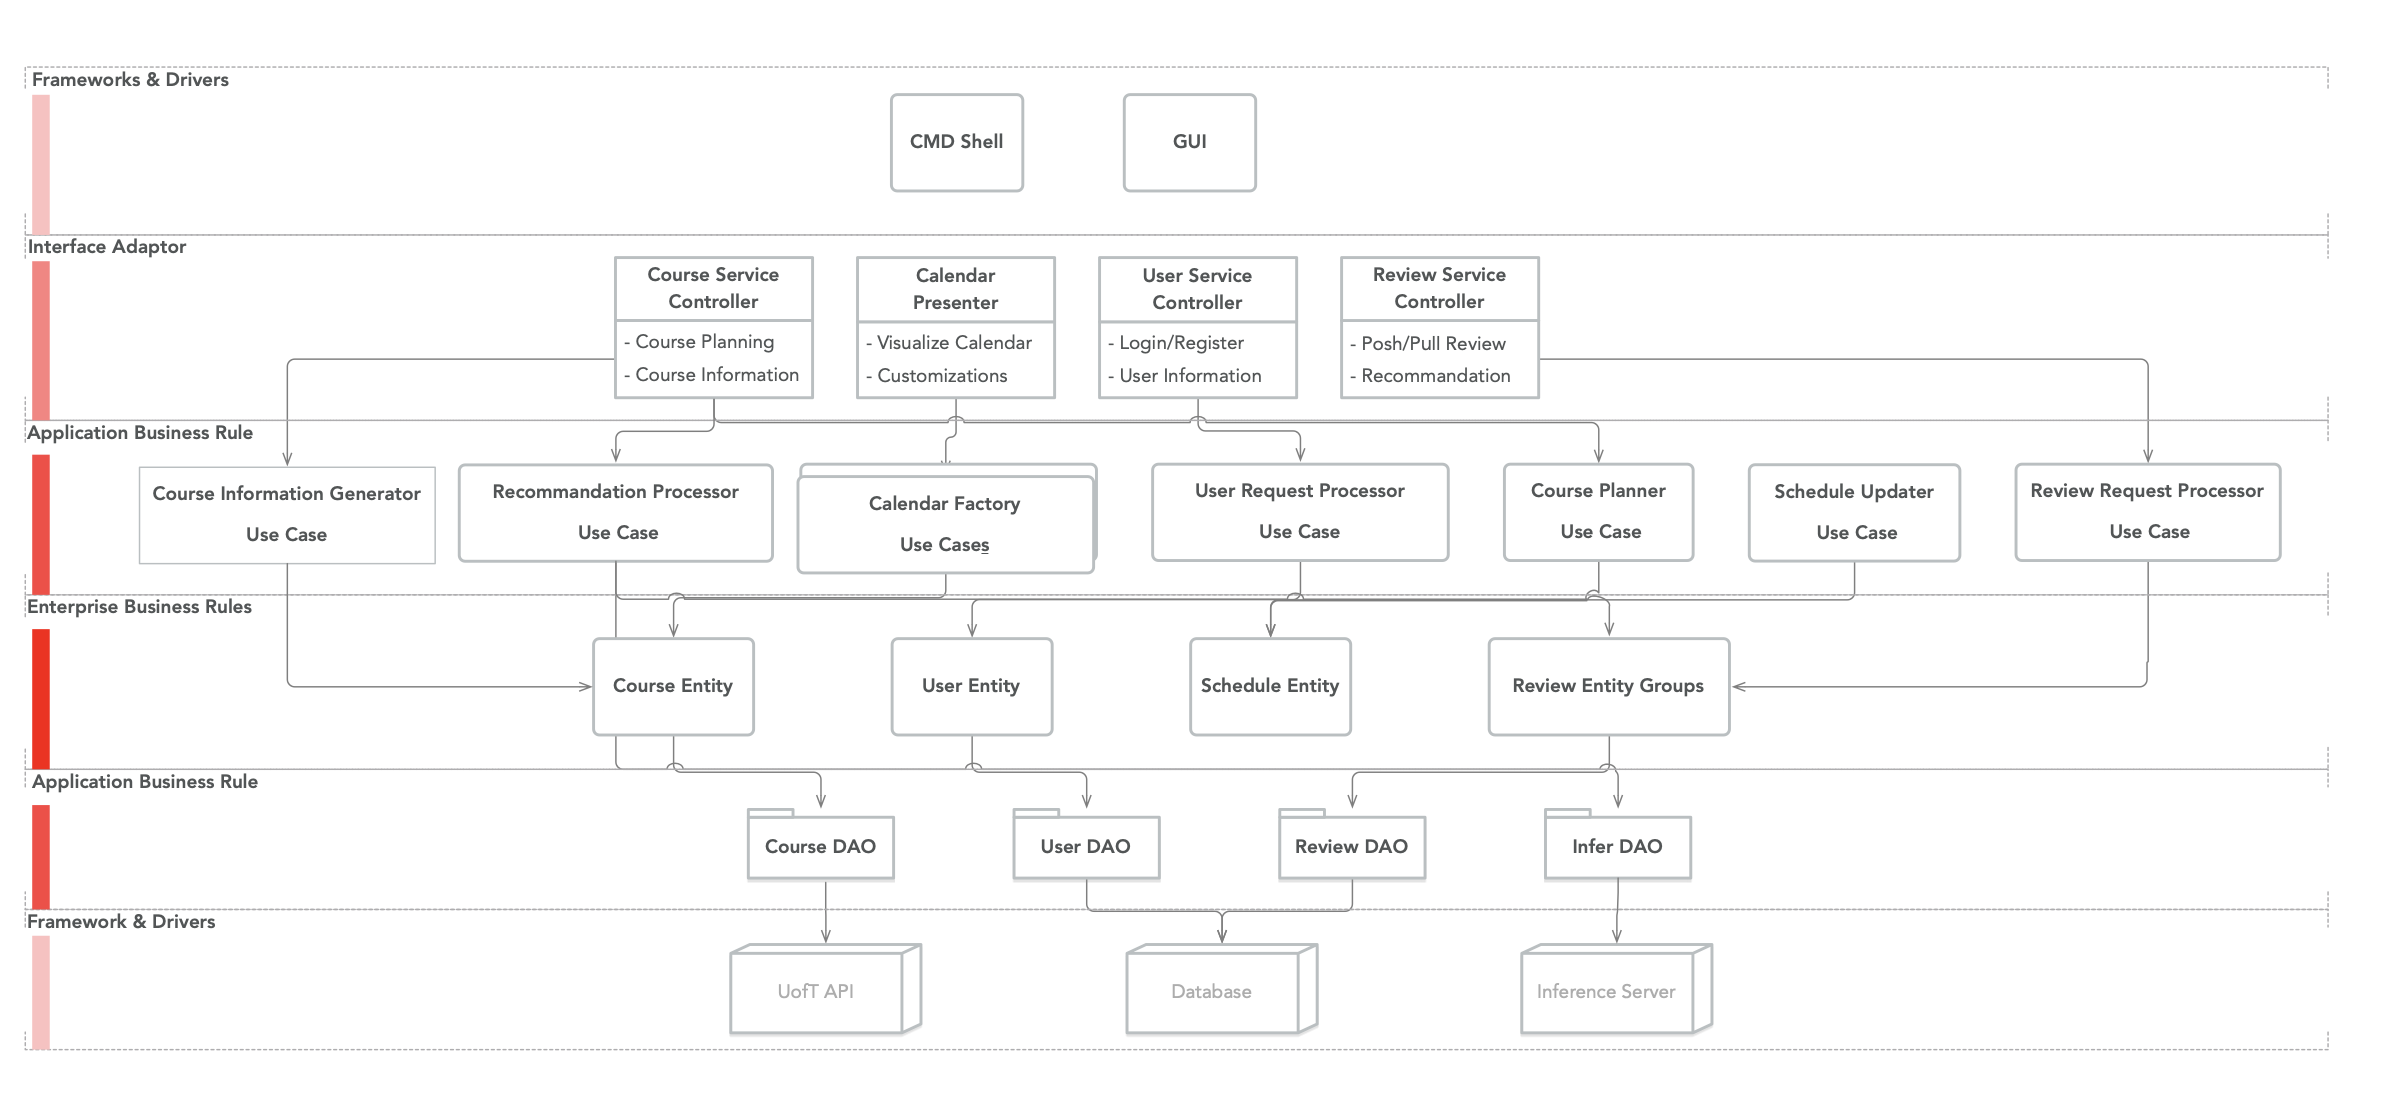 Frameworks & Drivers
CMD Shell
GUI
Interface Adaptor
Course Service
Controller
- Course Planning
- Course Information
Calendar
Presenter
- Visualize Calendar
- Customizations
User Service
Controller
- Login/Register
- User Information
Review Service
Controller
- Posh/Pull Review
- Recommandation
Application Business Rule
Course Information Generator
Use Case
Recommandation Processor
Use Case
Calendar Factory
Use Cases
User Request Processor
Use Case
Course Planner
Use Case
Schedule Updater
Use Case
Review Request Processor
Use Case
Enterprise Business Rules
Course Entity
User Entity
Schedule Entity
Review Entity Groups
Application Business Rule
Course DAO
User DAO
Review DAO
Infer DAO
Framework & Drivers
UofT API
Database
Inference Server